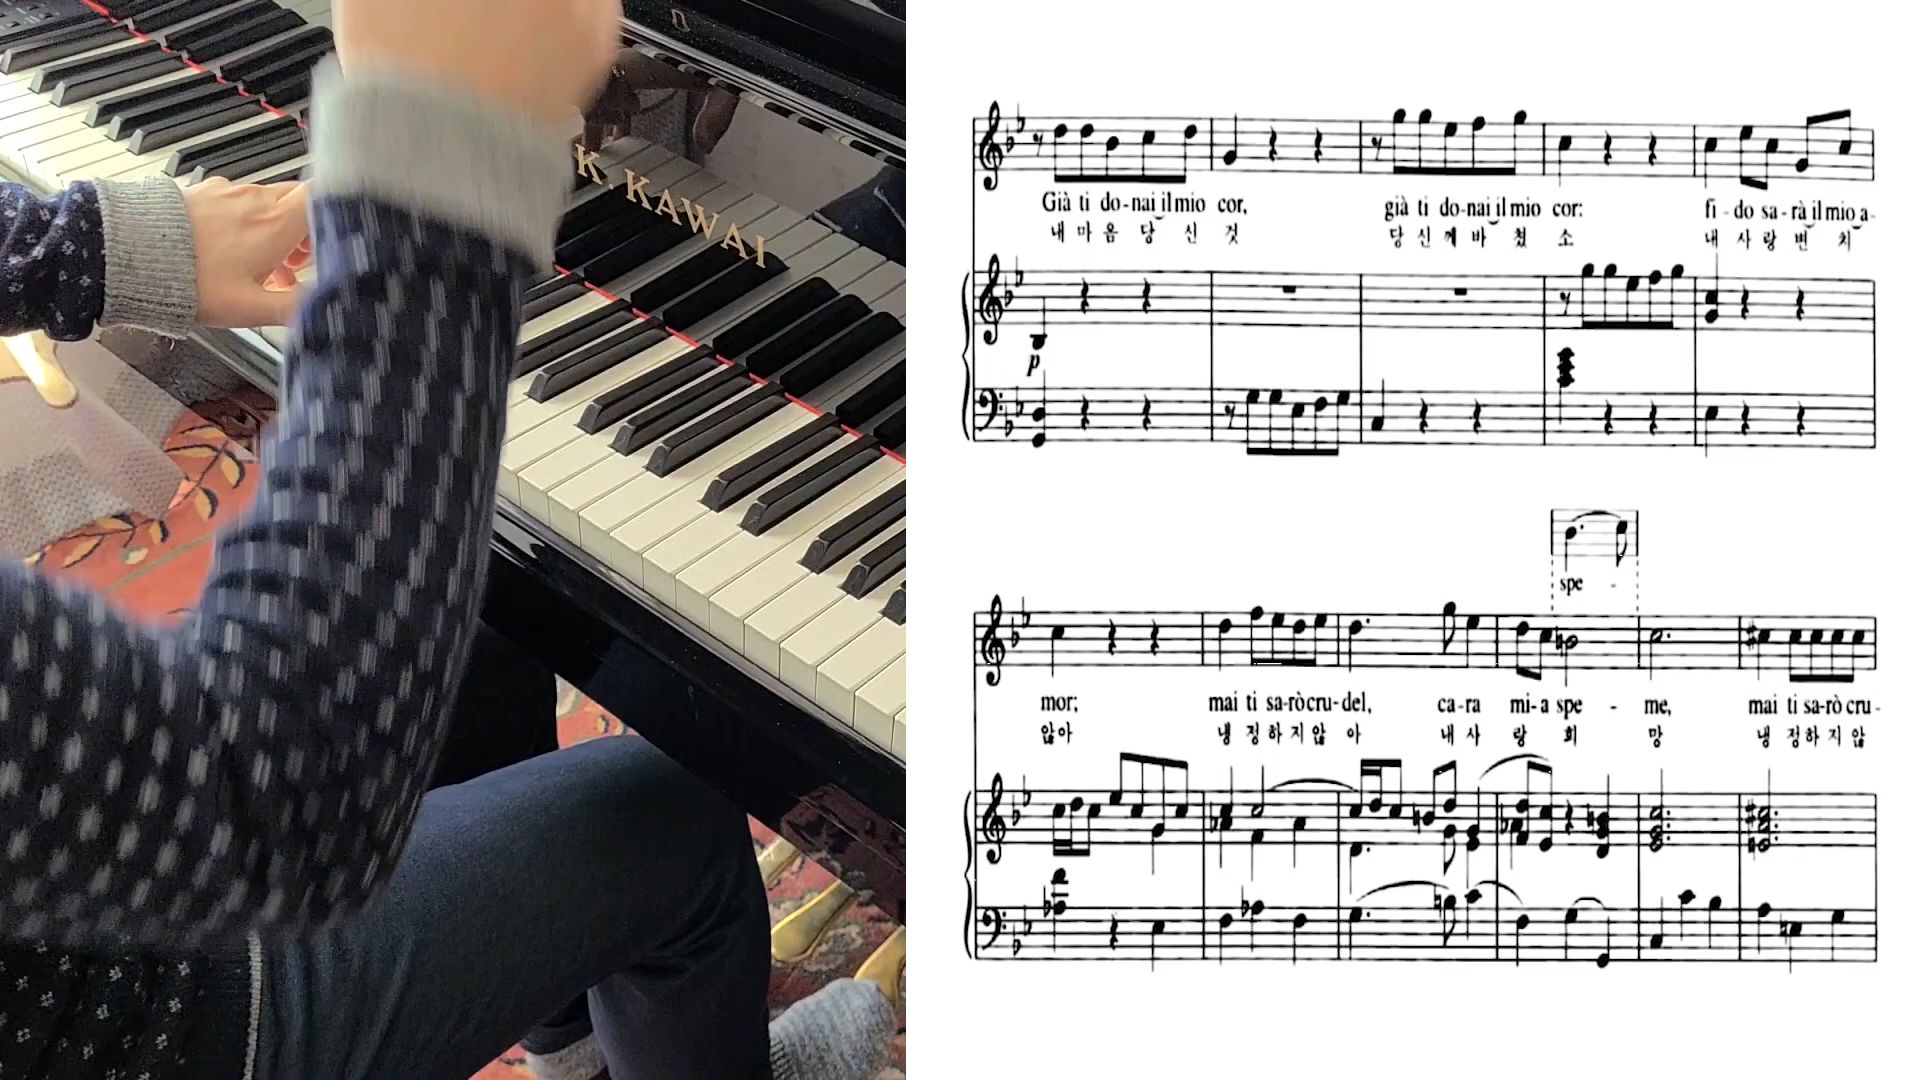 K.KAWAI
Già ti do-nai il mio cor, già ti do-nai il mio cor: fi-do sa-rà il mio a-
내 마 음 당 신 것 당 신 께 바 쳤 소 내 사 랑 변 치
p
spe -
mor; mai ti sa-rò cru-del, ca-ra mi-a spe - me, mai ti sa-rò cru-
않아 냉 정 하 지 않 아 내 사 랑 희 망 냉 정 하 지 않